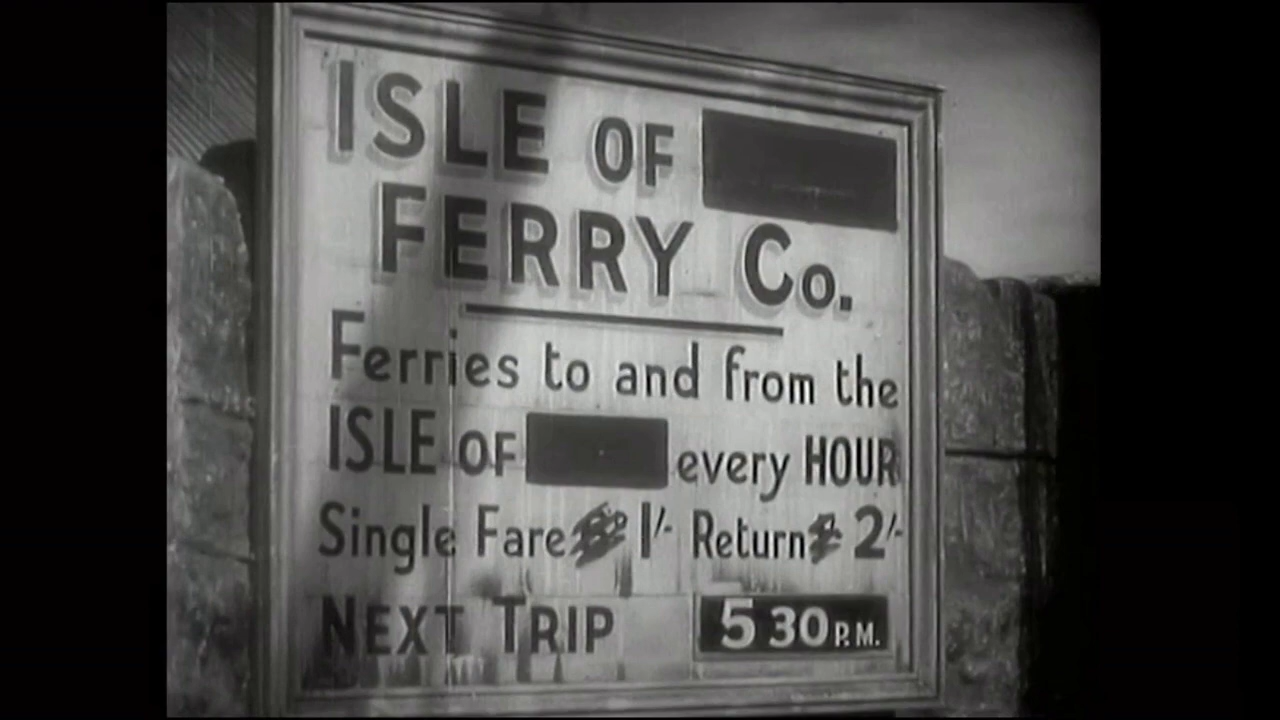 ISLE OF
FERRY Co.
Ferries to and from the
ISLE OF every HOUR
Single Fare 1/- Return 2/-
NEXT TRIP 5 30 P.M.